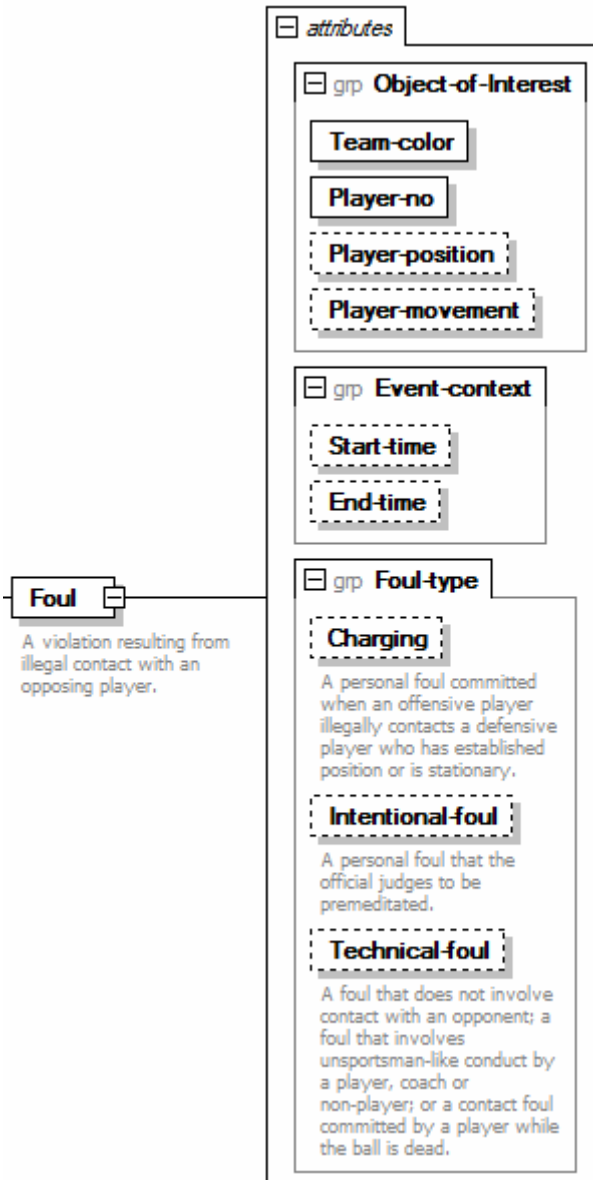 attributes
grp Object-of-Interest
Team-color
Player-no
Player-position
Player-movement
grp Event-context
Start-time
End-time
Foul
A violation resulting from
illegal contact with an
opposing player.
grp Foul-type
Charging
A personal foul committed
when an offensive player
illegally contacts a defensive
player who has established
position or is stationary.
Intentional-foul
A personal foul that the
official judges to be
premeditated.
Technical-foul
A foul that does not involve
contact with an opponent; a
foul that involves
unsportsman-like conduct by
a player, coach or
non-player; or a contact foul
committed by a player while
the ball is dead.